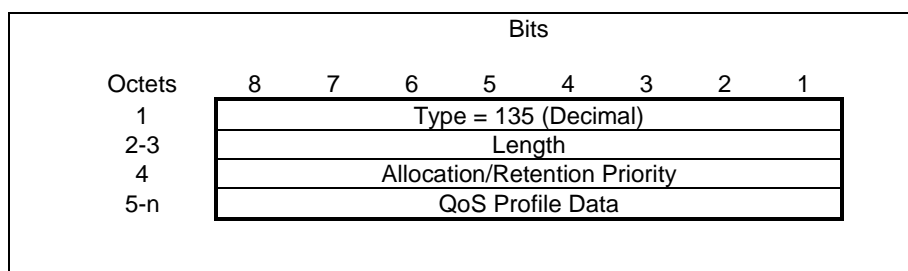 Bits
Octets 8 7 6 5 4 3 2 1
1 Type = 135 (Decimal)
2-3 Length
4 Allocation/Retention Priority
5-n QoS Profile Data